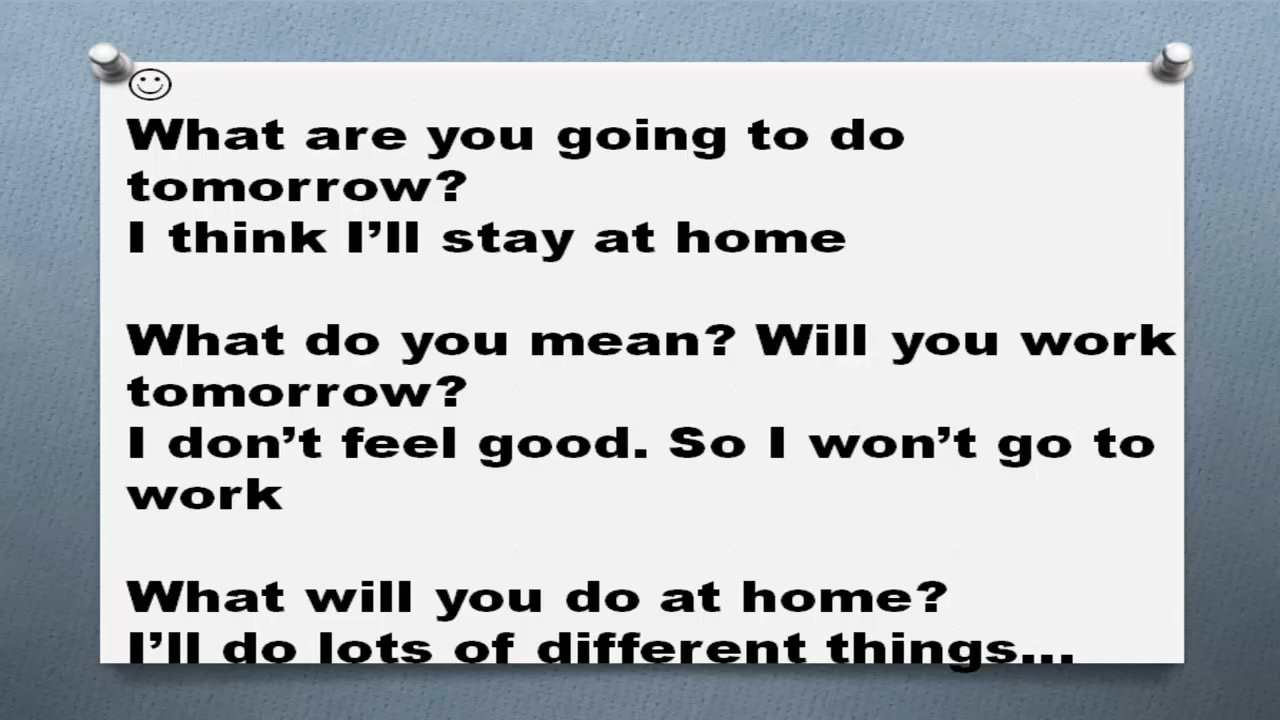 What are you going to do
tomorrow?
I think I’ll stay at home
What do you mean? Will you work
tomorrow?
I don’t feel good. So I won’t go to
work
What will you do at home?
I’ll do lots of different things...